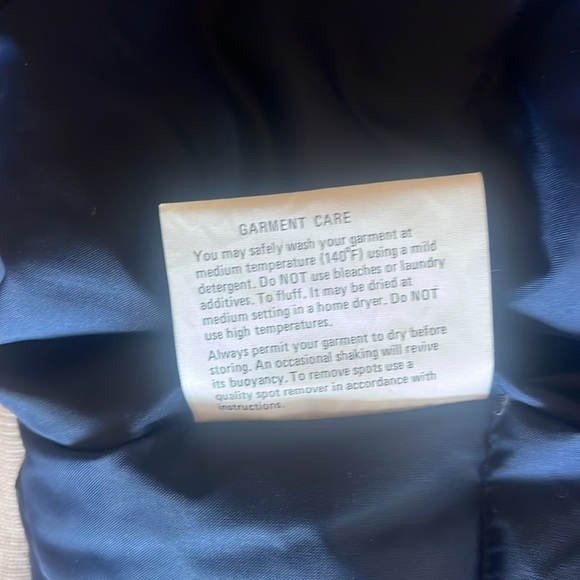 GARMENT CARE
You may safely wash your garment at
medium temperature (140°F) using a mild
detergent. Do NOT use bleaches or laundry
additives. To fluff. It may be dried at
medium setting in a home dryer. Do NOT
use high temperatures.
Always permit your garment to dry before
storing. An occasional shaking will revive
its buoyancy. To remove spots use a
quality spot remover in accordance with
instructions.